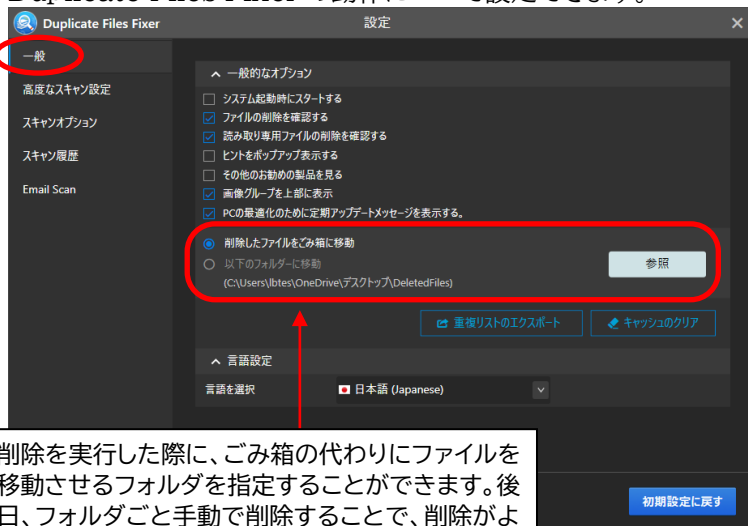 Duplicate Files Fixer
設定
一般
高度なスキャン設定
スキャンオプション
スキャン履歴
Email Scan
一般的なオプション
システム起動時にスタートする
ファイルの削除を確認する
読み取り専用ファイルの削除を確認する
ヒントをポップアップ表示する
その他のお勧めの製品を見る
画像グループを上部に表示
PCの最適化のために定期アップデートメッセージを表示する。
削除したファイルをごみ箱に移動
以下のフォルダーに移動
参照
(C:\Users\lbtes\OneDrive\デスクトップ\DeletedFiles)
重複リストのエクスポート
キャッシュのクリア
言語設定
言語を選択
日本語 (Japanese)
削除を実行した際に、ごみ箱の代わりにファイルを
移動させるフォルダを指定することができます。後
日、フォルダごと手動で削除することで、削除がよ
初期設定に戻す